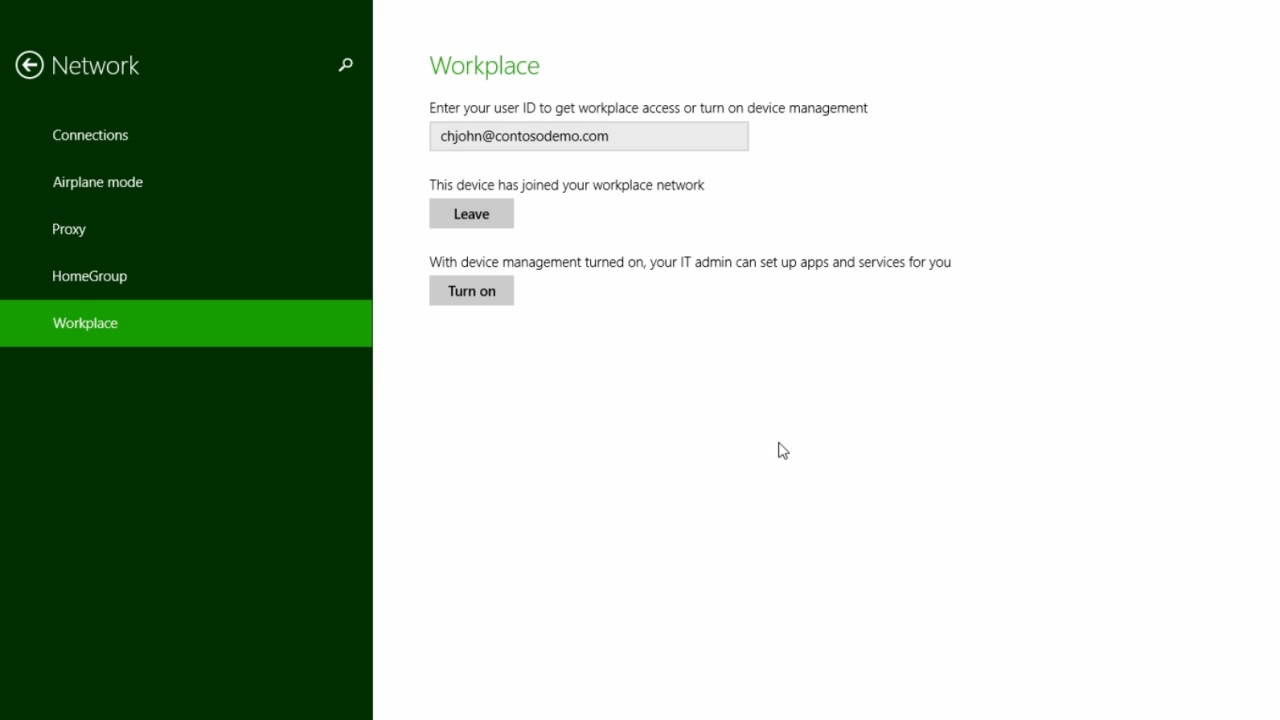 Network
Connections
Airplane mode
Proxy
HomeGroup
Workplace
Workplace
Enter your user ID to get workplace access or turn on device management
chjohn@contosodemo.com
This device has joined your workplace network
Leave
With device management turned on, your IT admin can set up apps and services for you
Turn on